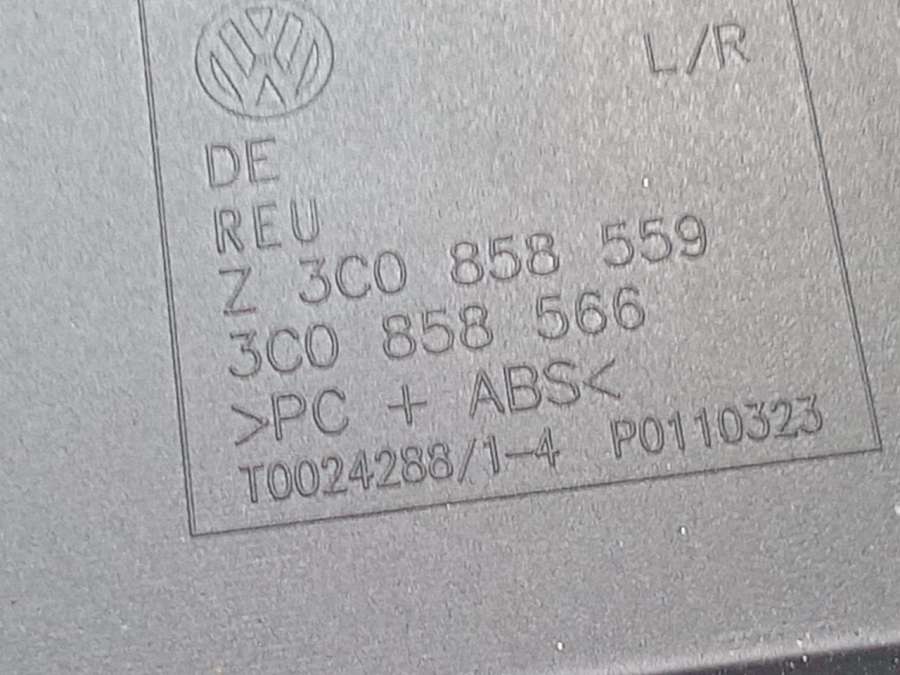 L/R
DE
REU
Z 3C0 858 559
3C0 858 566
>PC + ABS<
T0024288/1-4 P0110323